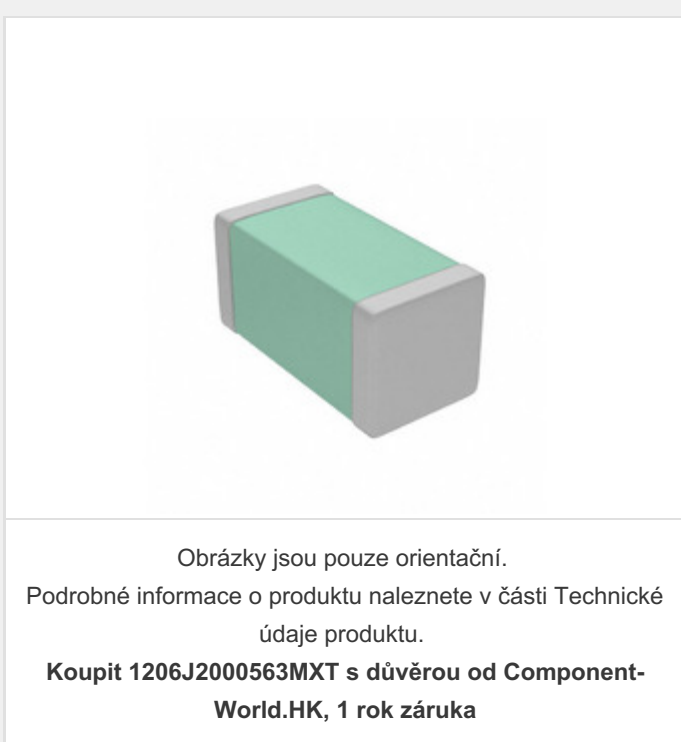 Obrázky jsou pouze orientační.
Podrobné informace o produktu naleznete v části Technické
údaje produktu.
Koupit 1206J2000563MXT s důvěrou od Component-
World.HK, 1 rok záruka